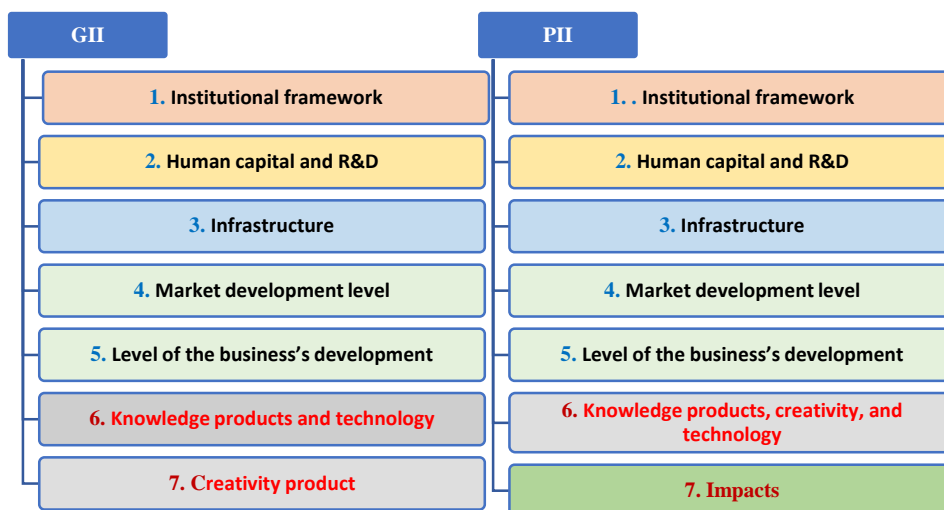 GII
1. Institutional framework
2. Human capital and R&D
3. Infrastructure
4. Market development level
5. Level of the business’s development
6. Knowledge products and technology
7. Creativity product
PII
1. . Institutional framework
2. Human capital and R&D
3. Infrastructure
4. Market development level
5. Level of the business’s development
6. Knowledge products, creativity, and
technology
7. Impacts